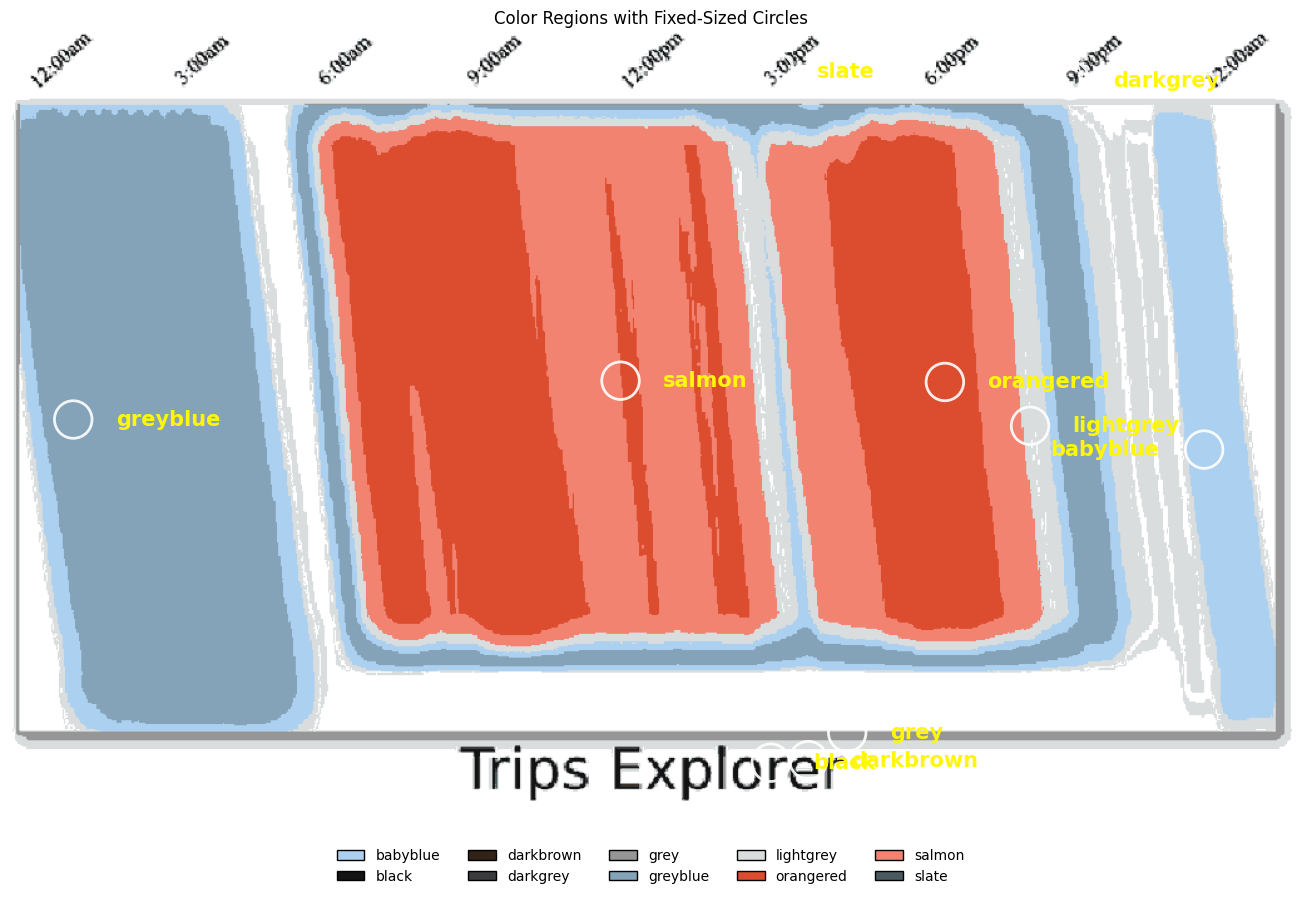 Color Regions with Fixed-Sized Circles
12:00am 3:00am 6:00am 9:00am 12:00pm 3:00pm 6:00pm 9:00pm 12:00am
slate
darkgrey
salmon
orangered
greyblue
lightgrey
babyblue
grey
black
darkbrown
Trips Explorer
babyblue darkbrown grey lightgrey salmon
black darkgrey greyblue orangered slate